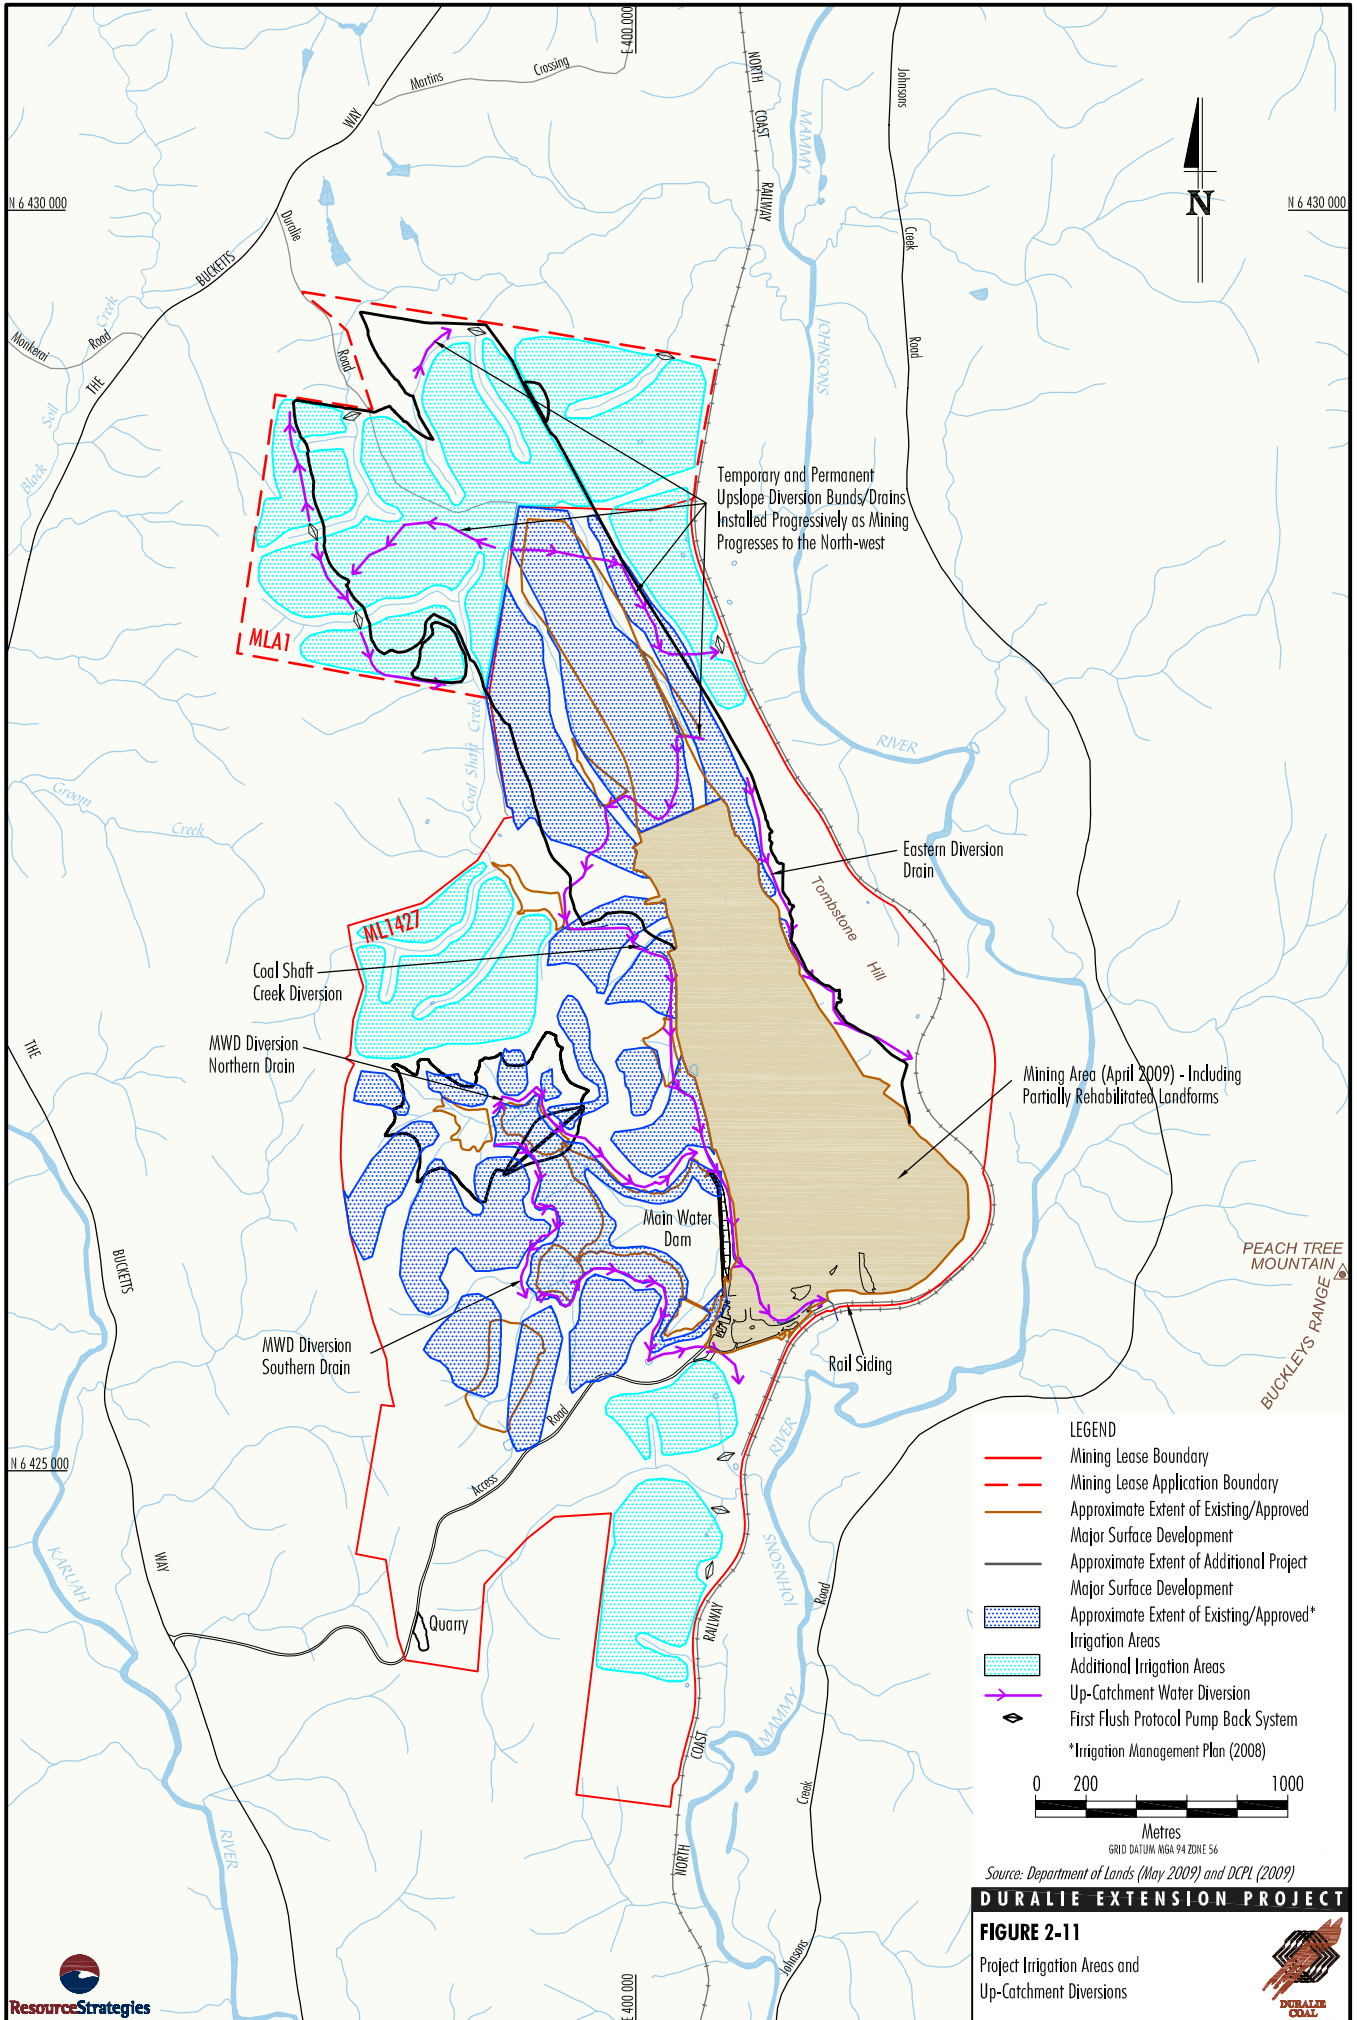 E 400 000
NORTH
COAST
RAILWAY
Martins
Crossing
WAY
MAMMY
Johnsons
N
N 6 430 000
N 6 430 000
Duralie
BUCKETTS
Creek
Road
Creek
Road
Monkerai
Road
THE
JOHNSONS
Soil
Black
Temporary and Permanent
Upslope Diversion Bunds/Drains
Installed Progressively as Mining
Progresses to the North-west
MLA1
Coal Shaft Creek
RIVER
Groom
Creek
Eastern Diversion
Drain
Tombstone
Hill
ML1427
Coal Shaft
Creek Diversion
MWD Diversion
Northern Drain
THE
Mining Area (April 2009) - Including
Partially Rehabilitated Landforms
Main Water
Dam
BUCKETTS
PEACH TREE
MOUNTAIN
BUCKLEYS RANGE
MWD Diversion
Southern Drain
Rail Siding
Road
Access
RIVER
N 6 425 000
SNOSNHOJ
KARUAH
WAY
Road
Quarry
RAILWAY
MAMMY
COAST
Creek
RIVER
NORTH
Johnsons
E 400 000
LEGEND
Mining Lease Boundary
Mining Lease Application Boundary
Approximate Extent of Existing/Approved
Major Surface Development
Approximate Extent of Additional Project
Major Surface Development
Approximate Extent of Existing/Approved*
Irrigation Areas
Additional Irrigation Areas
Up-Catchment Water Diversion
First Flush Protocol Pump Back System
*Irrigation Management Plan (2008)
0 200 1000
Metres
GRID DATUM MGA 94 ZONE 56
Source: Department of Lands (May 2009) and DCPL (2009)
DURALIE EXTENSION PROJECT
FIGURE 2-11
Project Irrigation Areas and
Up-Catchment Diversions
DURALIE
COAL
ResourceStrategies